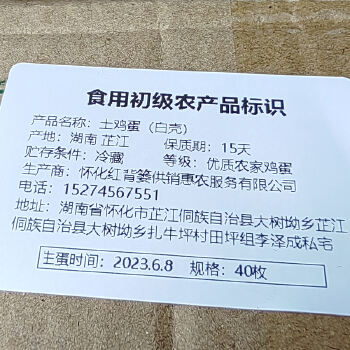 食用初级农产品标识
产品名称：土鸡蛋（白壳）
产地：湖南 芷江 保质期：15天
贮存条件：冷藏 等级：优质农家鸡蛋
生产商：怀化红背篓供销惠农服务有限公司
电话：15274567551
地址：湖南省怀化市芷江侗族自治县大树坳乡芷江
侗族自治县大树坳乡扎牛坪村田坪组李泽成私宅
主蛋时间：2023.6.8 规格：40枚